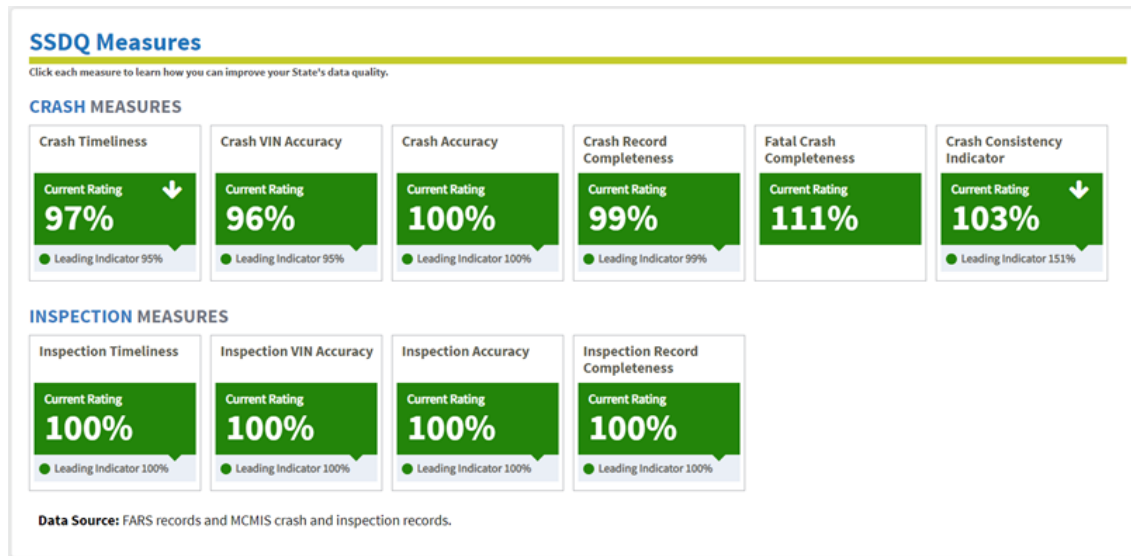 SSDQ Measures
Click each measure to learn how you can improve your State's data quality.
CRASH MEASURES
Crash Timeliness
Current Rating
97%
Leading Indicator 95%
Crash VIN Accuracy
Current Rating
96%
Leading Indicator 95%
Crash Accuracy
Current Rating
100%
Leading Indicator 100%
Crash Record
Completeness
Current Rating
99%
Leading Indicator 99%
Fatal Crash
Completeness
Current Rating
111%
Crash Consistency
Indicator
Current Rating
103%
Leading Indicator 151%
INSPECTION MEASURES
Inspection Timeliness
Current Rating
100%
Leading Indicator 100%
Inspection VIN Accuracy
Current Rating
100%
Leading Indicator 100%
Inspection Accuracy
Current Rating
100%
Leading Indicator 100%
Inspection Record
Completeness
Current Rating
100%
Leading Indicator 100%
Data Source: FARS records and MCMIS crash and inspection records.